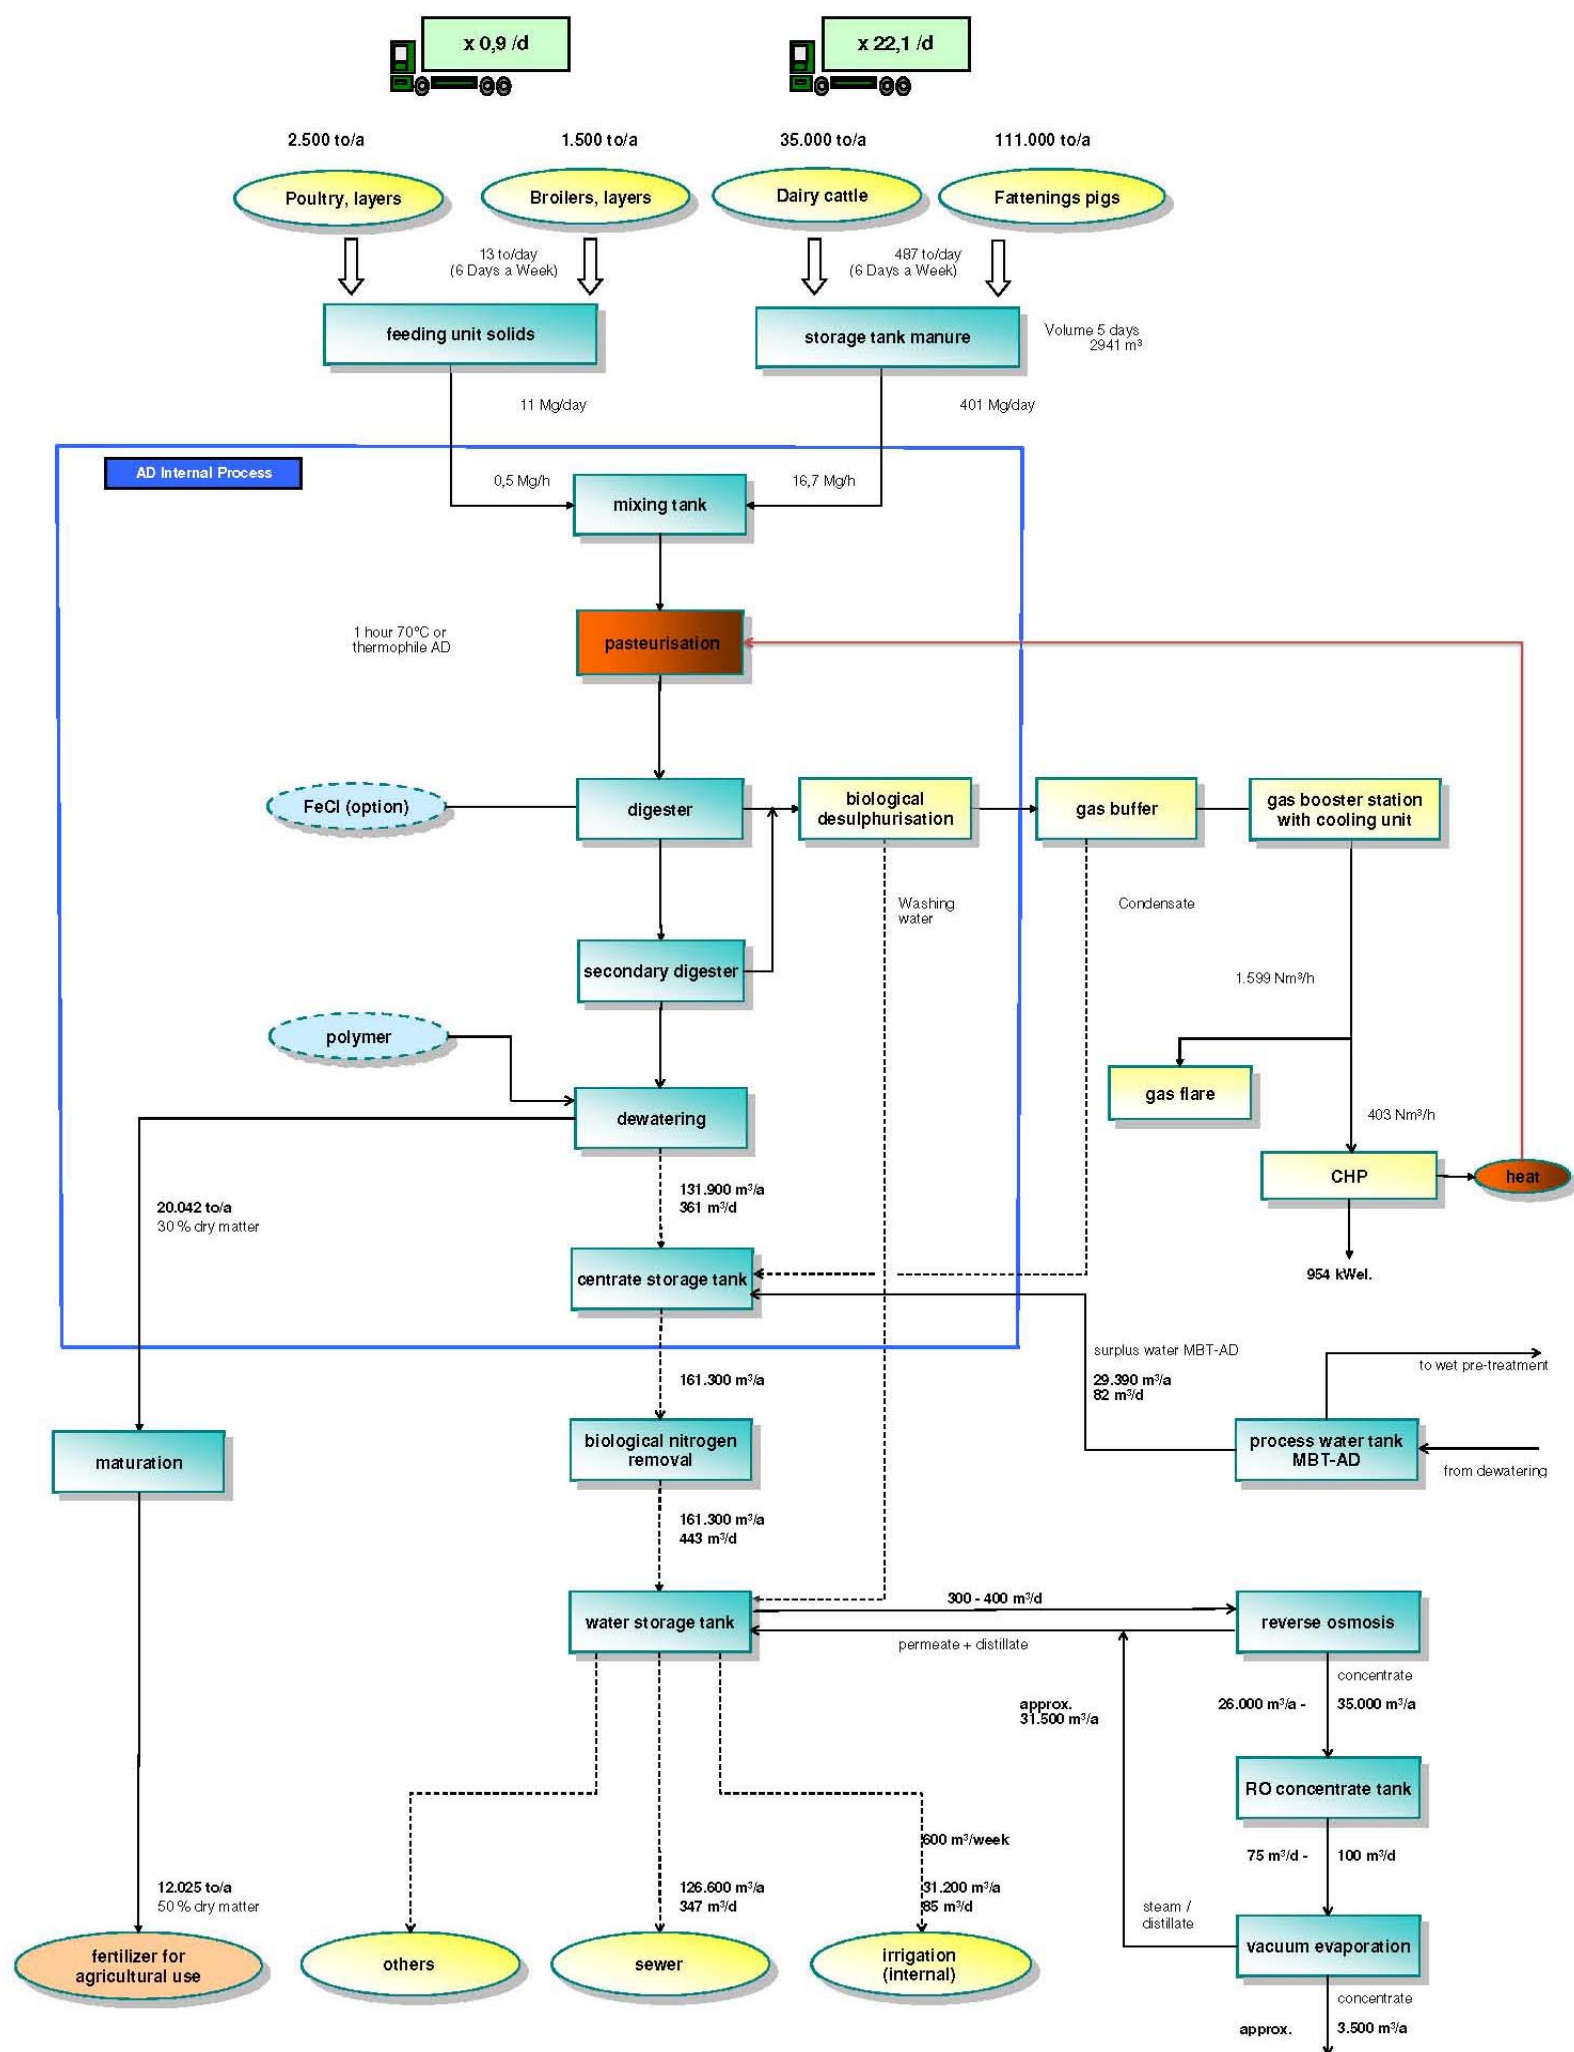 x 0,9 /d
x 22,1 /d
2.500 to/a
1.500 to/a
35.000 to/a
111.000 to/a
Poultry, layers
Broilers, layers
Dairy cattle
Fattenings pigs
13 to/day
(6 Days a Week)
487 to/day
(6 Days a Week)
feeding unit solids
storage tank manure
Volume 5 days
2941 m³
11 Mg/day
401 Mg/day
AD Internal Process
0,5 Mg/h
16,7 Mg/h
mixing tank
1 hour 70°C or
thermophile AD
pasteurisation
FeCl (option)
digester
biological
desulphurisation
gas buffer
gas booster station
with cooling unit
Washing
water
Condensate
secondary digester
1.599 Nm³/h
polymer
gas flare
dewatering
403 Nm³/h
CHP
heat
20.042 to/a
30 % dry matter
131.900 m³/a
361 m³/d
centrate storage tank
954 kWel.
surplus water MBT-AD
29.390 m³/a
82 m³/d
to wet pre-treatment
161.300 m³/a
maturation
biological nitrogen
removal
process water tank
MBT-AD
from dewatering
161.300 m³/a
443 m³/d
water storage tank
300 - 400 m³/d
permeate + distillate
reverse osmosis
concentrate
26.000 m³/a - 35.000 m³/a
approx.
31.500 m³/a
RO concentrate tank
600 m³/week
75 m³/d - 100 m³/d
12.025 to/a
50 % dry matter
126.600 m³/a
347 m³/d
31.200 m³/a
85 m³/d
steam /
distillate
vacuum evaporation
fertilizer for
agricultural use
others
sewer
irrigation
(internal)
concentrate
approx. 3.500 m³/a